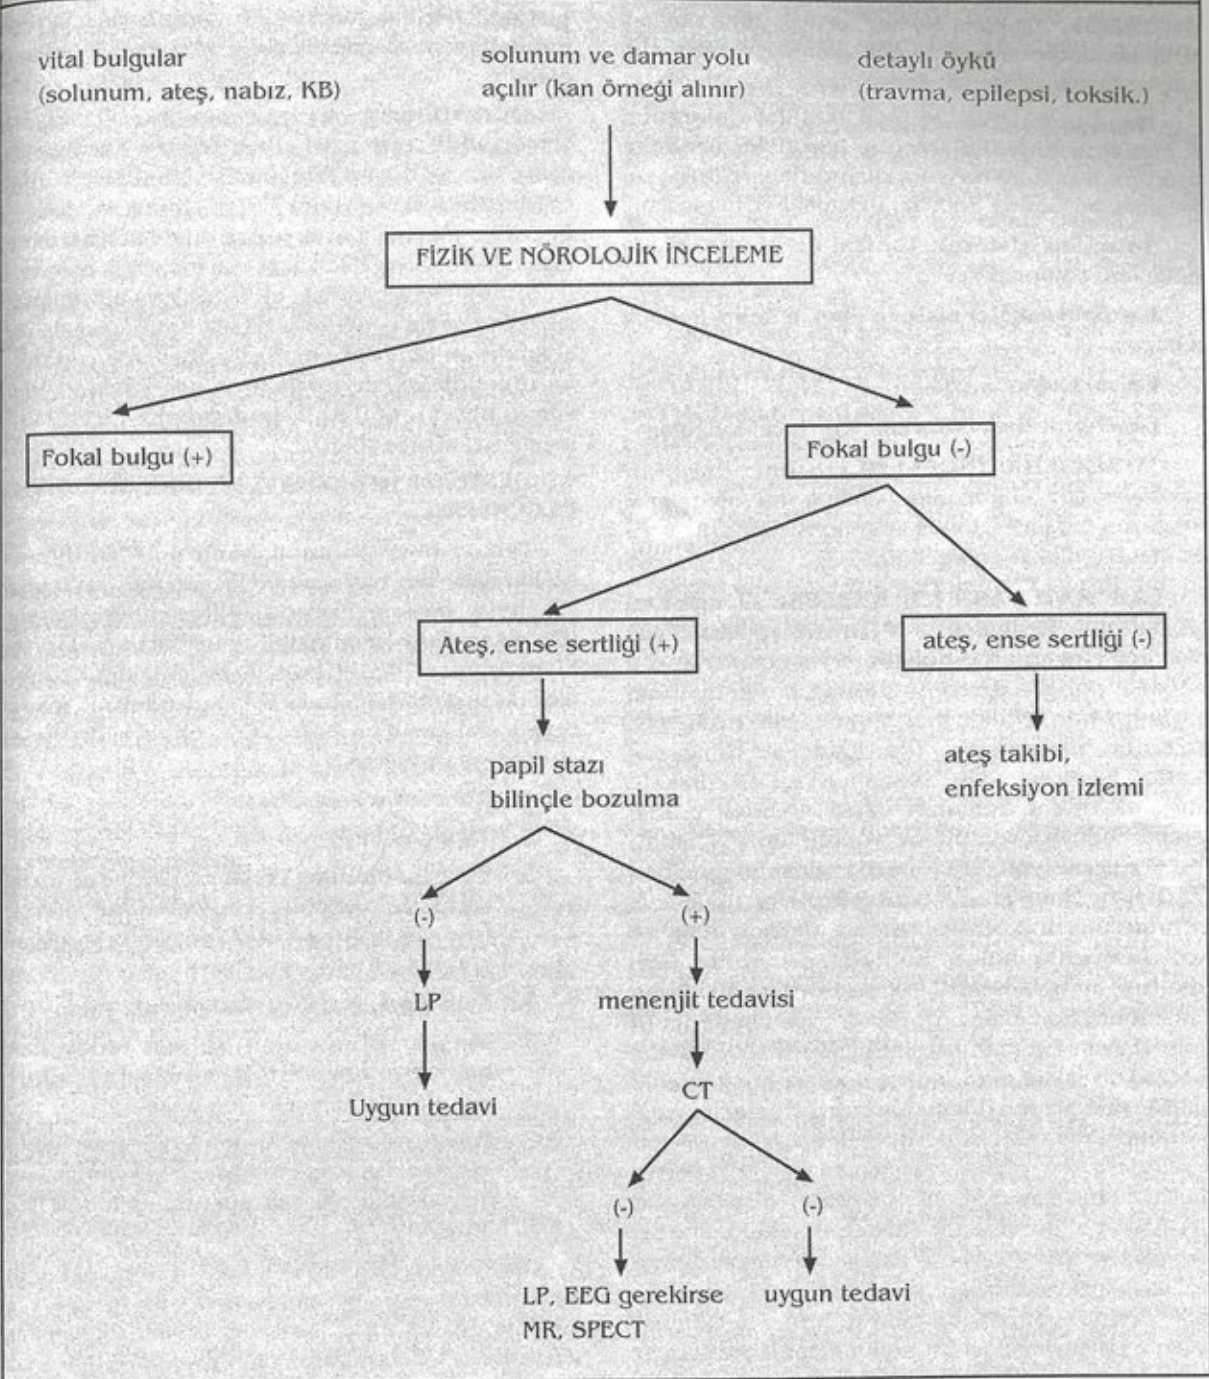 vital bulgular
(solunum, ateş, nabız, KB)
solunum ve damar yolu
açılır (kan örneği alınır)
detaylı öykü
(travma, epilepsi, toksik.)
FİZİK VE NÖROLOJİK İNCELEME
Fokal bulgu (+)
Fokal bulgu (-)
Ateş, ense sertliği (+)
ateş, ense sertliği (-)
papil stazı
bilinçle bozulma
ateş takibi,
enfeksiyon izlemi
(-)
(+)
LP
menenjit tedavisi
Uygun tedavi
CT
(-)
(-)
LP, EEG gerekirse
MR, SPECT
uygun tedavi